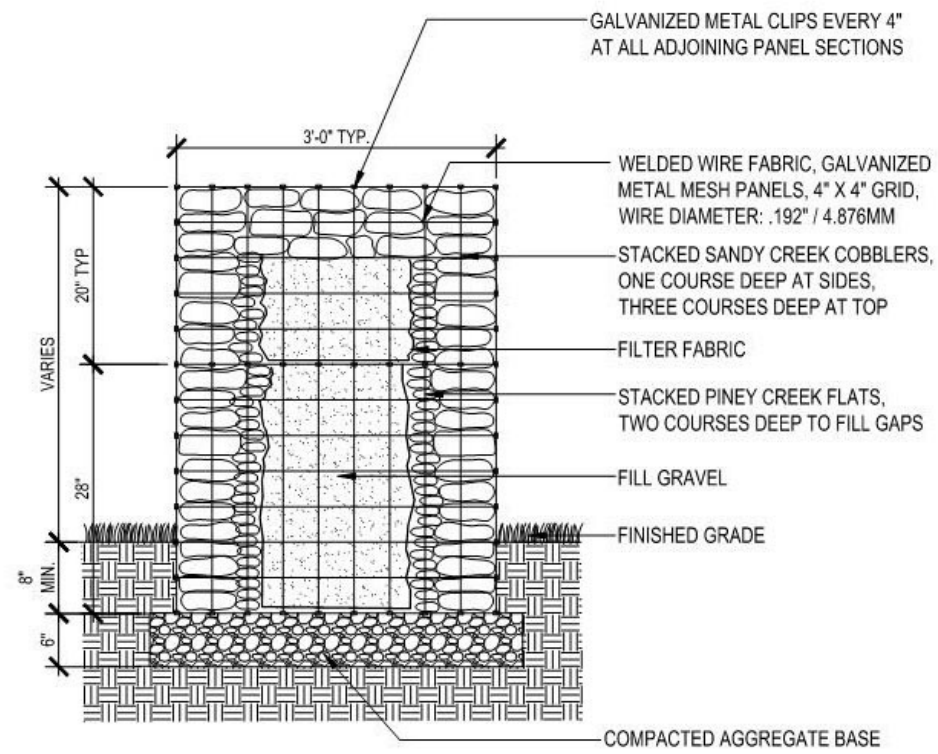 GALVANIZED METAL CLIPS EVERY 4"
AT ALL ADJOINING PANEL SECTIONS
3'-0" TYP.
WELDED WIRE FABRIC, GALVANIZED
METAL MESH PANELS, 4" X 4" GRID,
WIRE DIAMETER: .192" / 4.876MM
STACKED SANDY CREEK COBBLERS,
ONE COURSE DEEP AT SIDES,
THREE COURSES DEEP AT TOP
20" TYP
VARIES
FILTER FABRIC
STACKED PINEY CREEK FLATS,
TWO COURSES DEEP TO FILL GAPS
28"
FILL GRAVEL
FINISHED GRADE
8"
MIN.
6"
COMPACTED AGGREGATE BASE